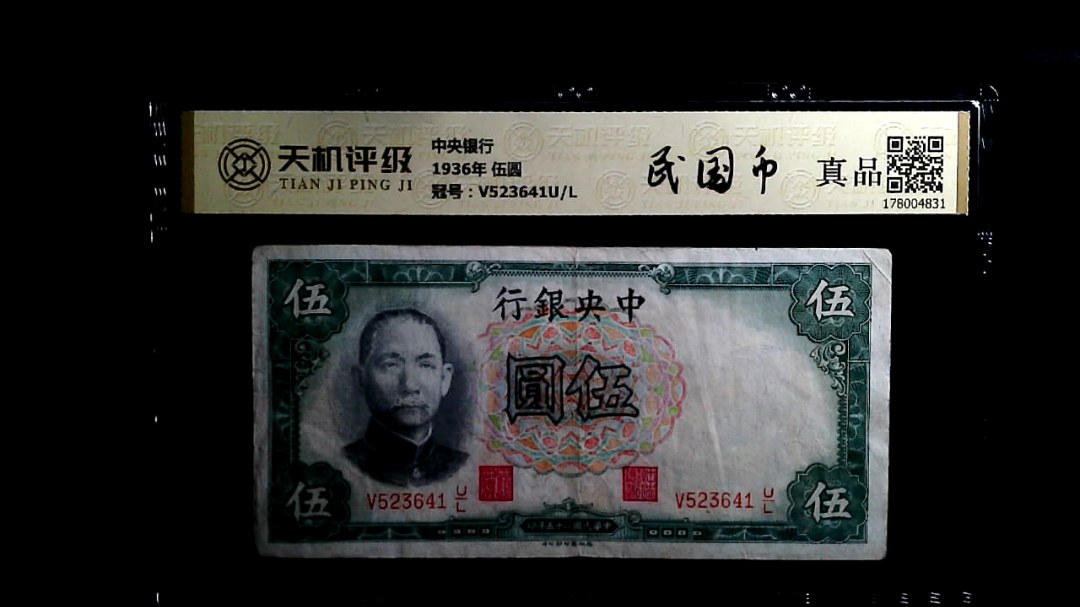 天机评级
TIAN JI PING JI
中央银行
1936年 伍圆
冠号：V523641U/L
民国币
真品
178004831
伍
行銀央中
伍
圓伍
伍
V523641 U/L
V523641 U/L
伍